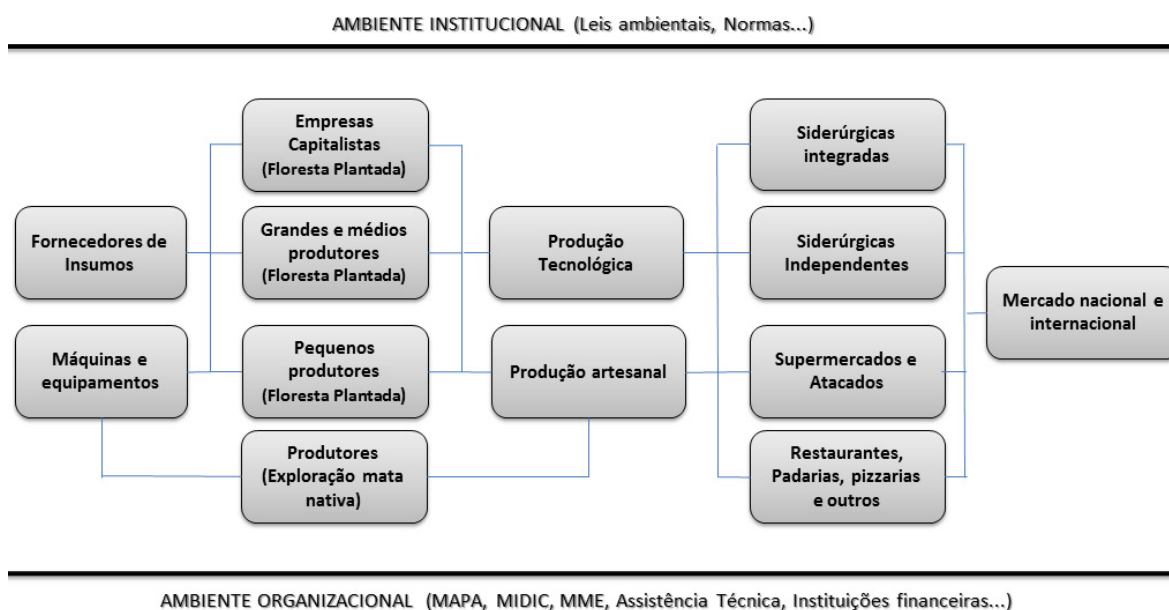 AMBIENTE INSTITUCIONAL (Leis ambientais, Normas...)
Empresas
Capitalistas
(Floresta Plantada)
Siderúrgicas
integradas
Fornecedores de
Insumos
Grandes e médios
produtores
(Floresta Plantada)
Produção
Tecnológica
Siderúrgicas
Independentes
Mercado nacional e
internacional
Máquinas e
equipamentos
Pequenos
produtores
(Floresta Plantada)
Produção artesanal
Supermercados e
Atacados
Produtores
(Exploração mata
nativa)
Restaurantes,
Padarias, pizzarias
e outros
AMBIENTE ORGANIZACIONAL (MAPA, MIDIC, MME, Assistência Técnica, Instituições financeiras...)